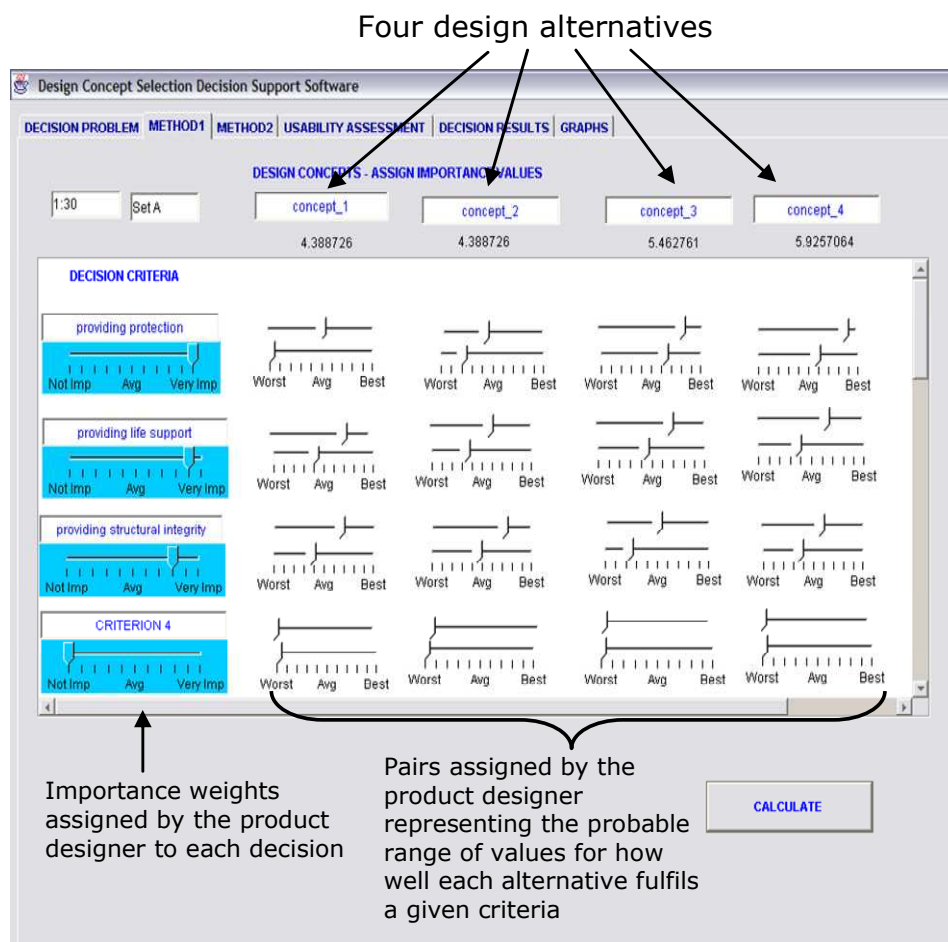 Four design alternatives
Design Concept Selection Decision Support Software
DECISION PROBLEM METHOD1 METHOD2 USABILITY ASSESSMENT DECISION RESULTS GRAPHS
DESIGN CONCEPTS - ASSIGN IMPORTANCE VALUES
1:30 Set A concept_1 concept_2 concept_3 concept_4
4.388726 4.388726 5.462761 5.9257064
DECISION CRITERIA
providing protection
Not Imp Avg Very Imp Worst Avg Best Worst Avg Best Worst Avg Best Worst Avg Best
providing life support
Not Imp Avg Very Imp Worst Avg Best Worst Avg Best Worst Avg Best Worst Avg Best
providing structural integrity
Not Imp Avg Very Imp Worst Avg Best Worst Avg Best Worst Avg Best Worst Avg Best
CRITERION 4
Not Imp Avg Very Imp Worst Avg Best Worst Avg Best Worst Avg Best Worst Avg Best
Importance weights
assigned by the product
designer to each decision
Pairs assigned by the
product designer
representing the probable
range of values for how
well each alternative fulfils
a given criteria
CALCULATE